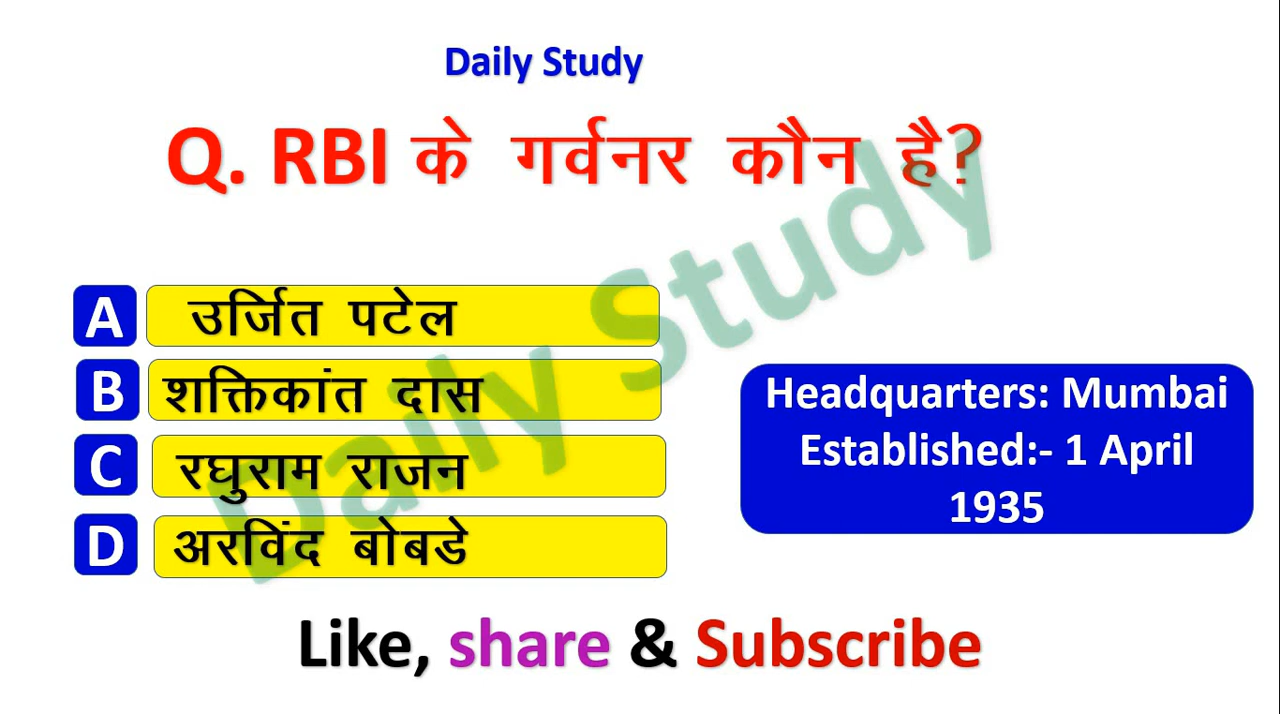 Daily Study
Q. RBI के गर्वनर कौन है?
A उर्जित पटेल
B शक्तिकांत दास
C रघुराम राजन
D अरविंद बोबडे
Headquarters: Mumbai
Established:- 1 April
1935
Daily Study
Like, share & Subscribe